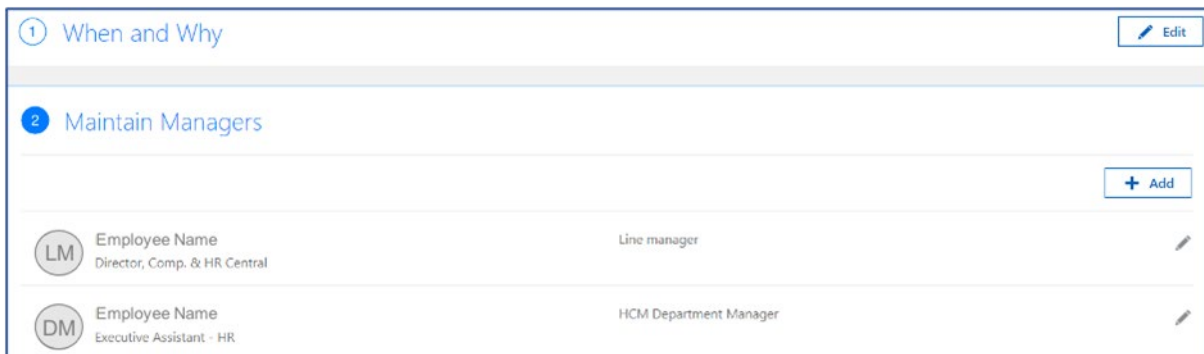 1 When and Why
Edit
2 Maintain Managers
+ Add
LM Employee Name Line manager
Director, Comp. & HR Central
DM Employee Name HCM Department Manager
Executive Assistant - HR